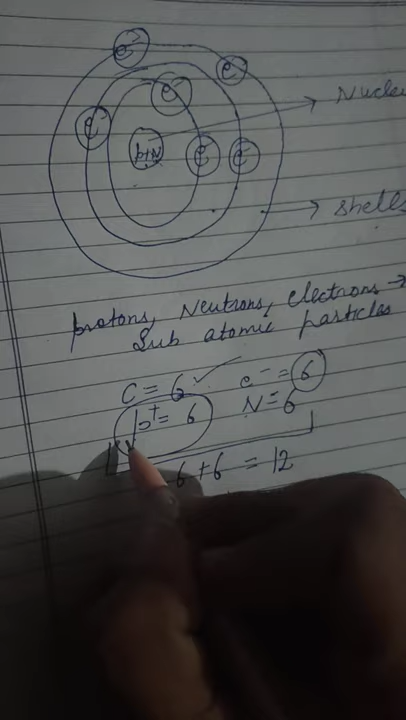 e⁻
e⁻
e⁻
e⁻
e⁻ e⁻
P+N
Nucle
Shells
protons, Neutrons, electrons →
Sub atomic particles
C = 6 ✓ e⁻ = 6
p⁺ = 6 N = 6
6+6 = 12